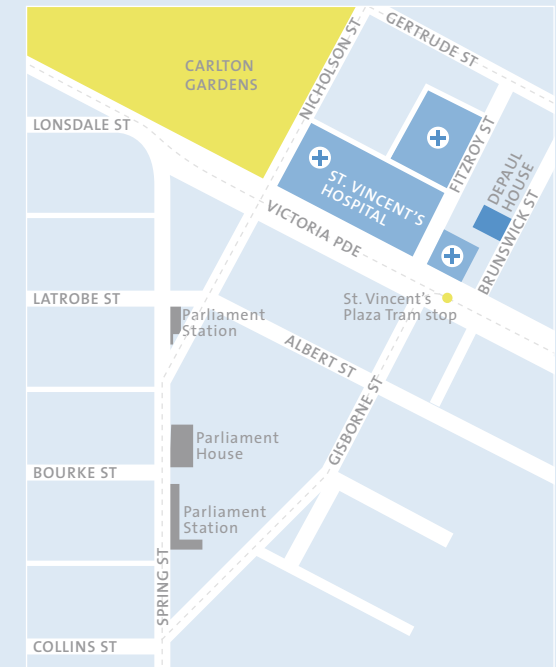 GERTRUDE ST
NICHOLSON ST
CARLTON
GARDENS
LONSDALE ST
FITZROY ST
DEPAUL
HOUSE
ST. VINCENT'S
HOSPITAL
BRUNSWICK ST
VICTORIA PDE
LATROBE ST
St. Vincent's
Plaza Tram stop
Parliament
Station
ALBERT ST
GISBORNE ST
Parliament
House
BOURKE ST
Parliament
Station
SPRING ST
COLLINS ST